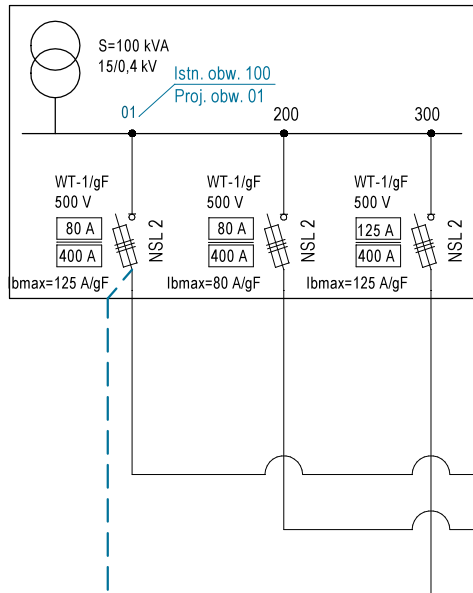 S=100 kVA
15/0,4 kV
Istn. obw. 100
Proj. obw. 01
01
200
300
WT-1/gF
500 V
80 A
400 A
Ibmax=125 A/gF
NSL 2
WT-1/gF
500 V
80 A
400 A
Ibmax=80 A/gF
NSL 2
WT-1/gF
500 V
125 A
400 A
Ibmax=125 A/gF
NSL 2